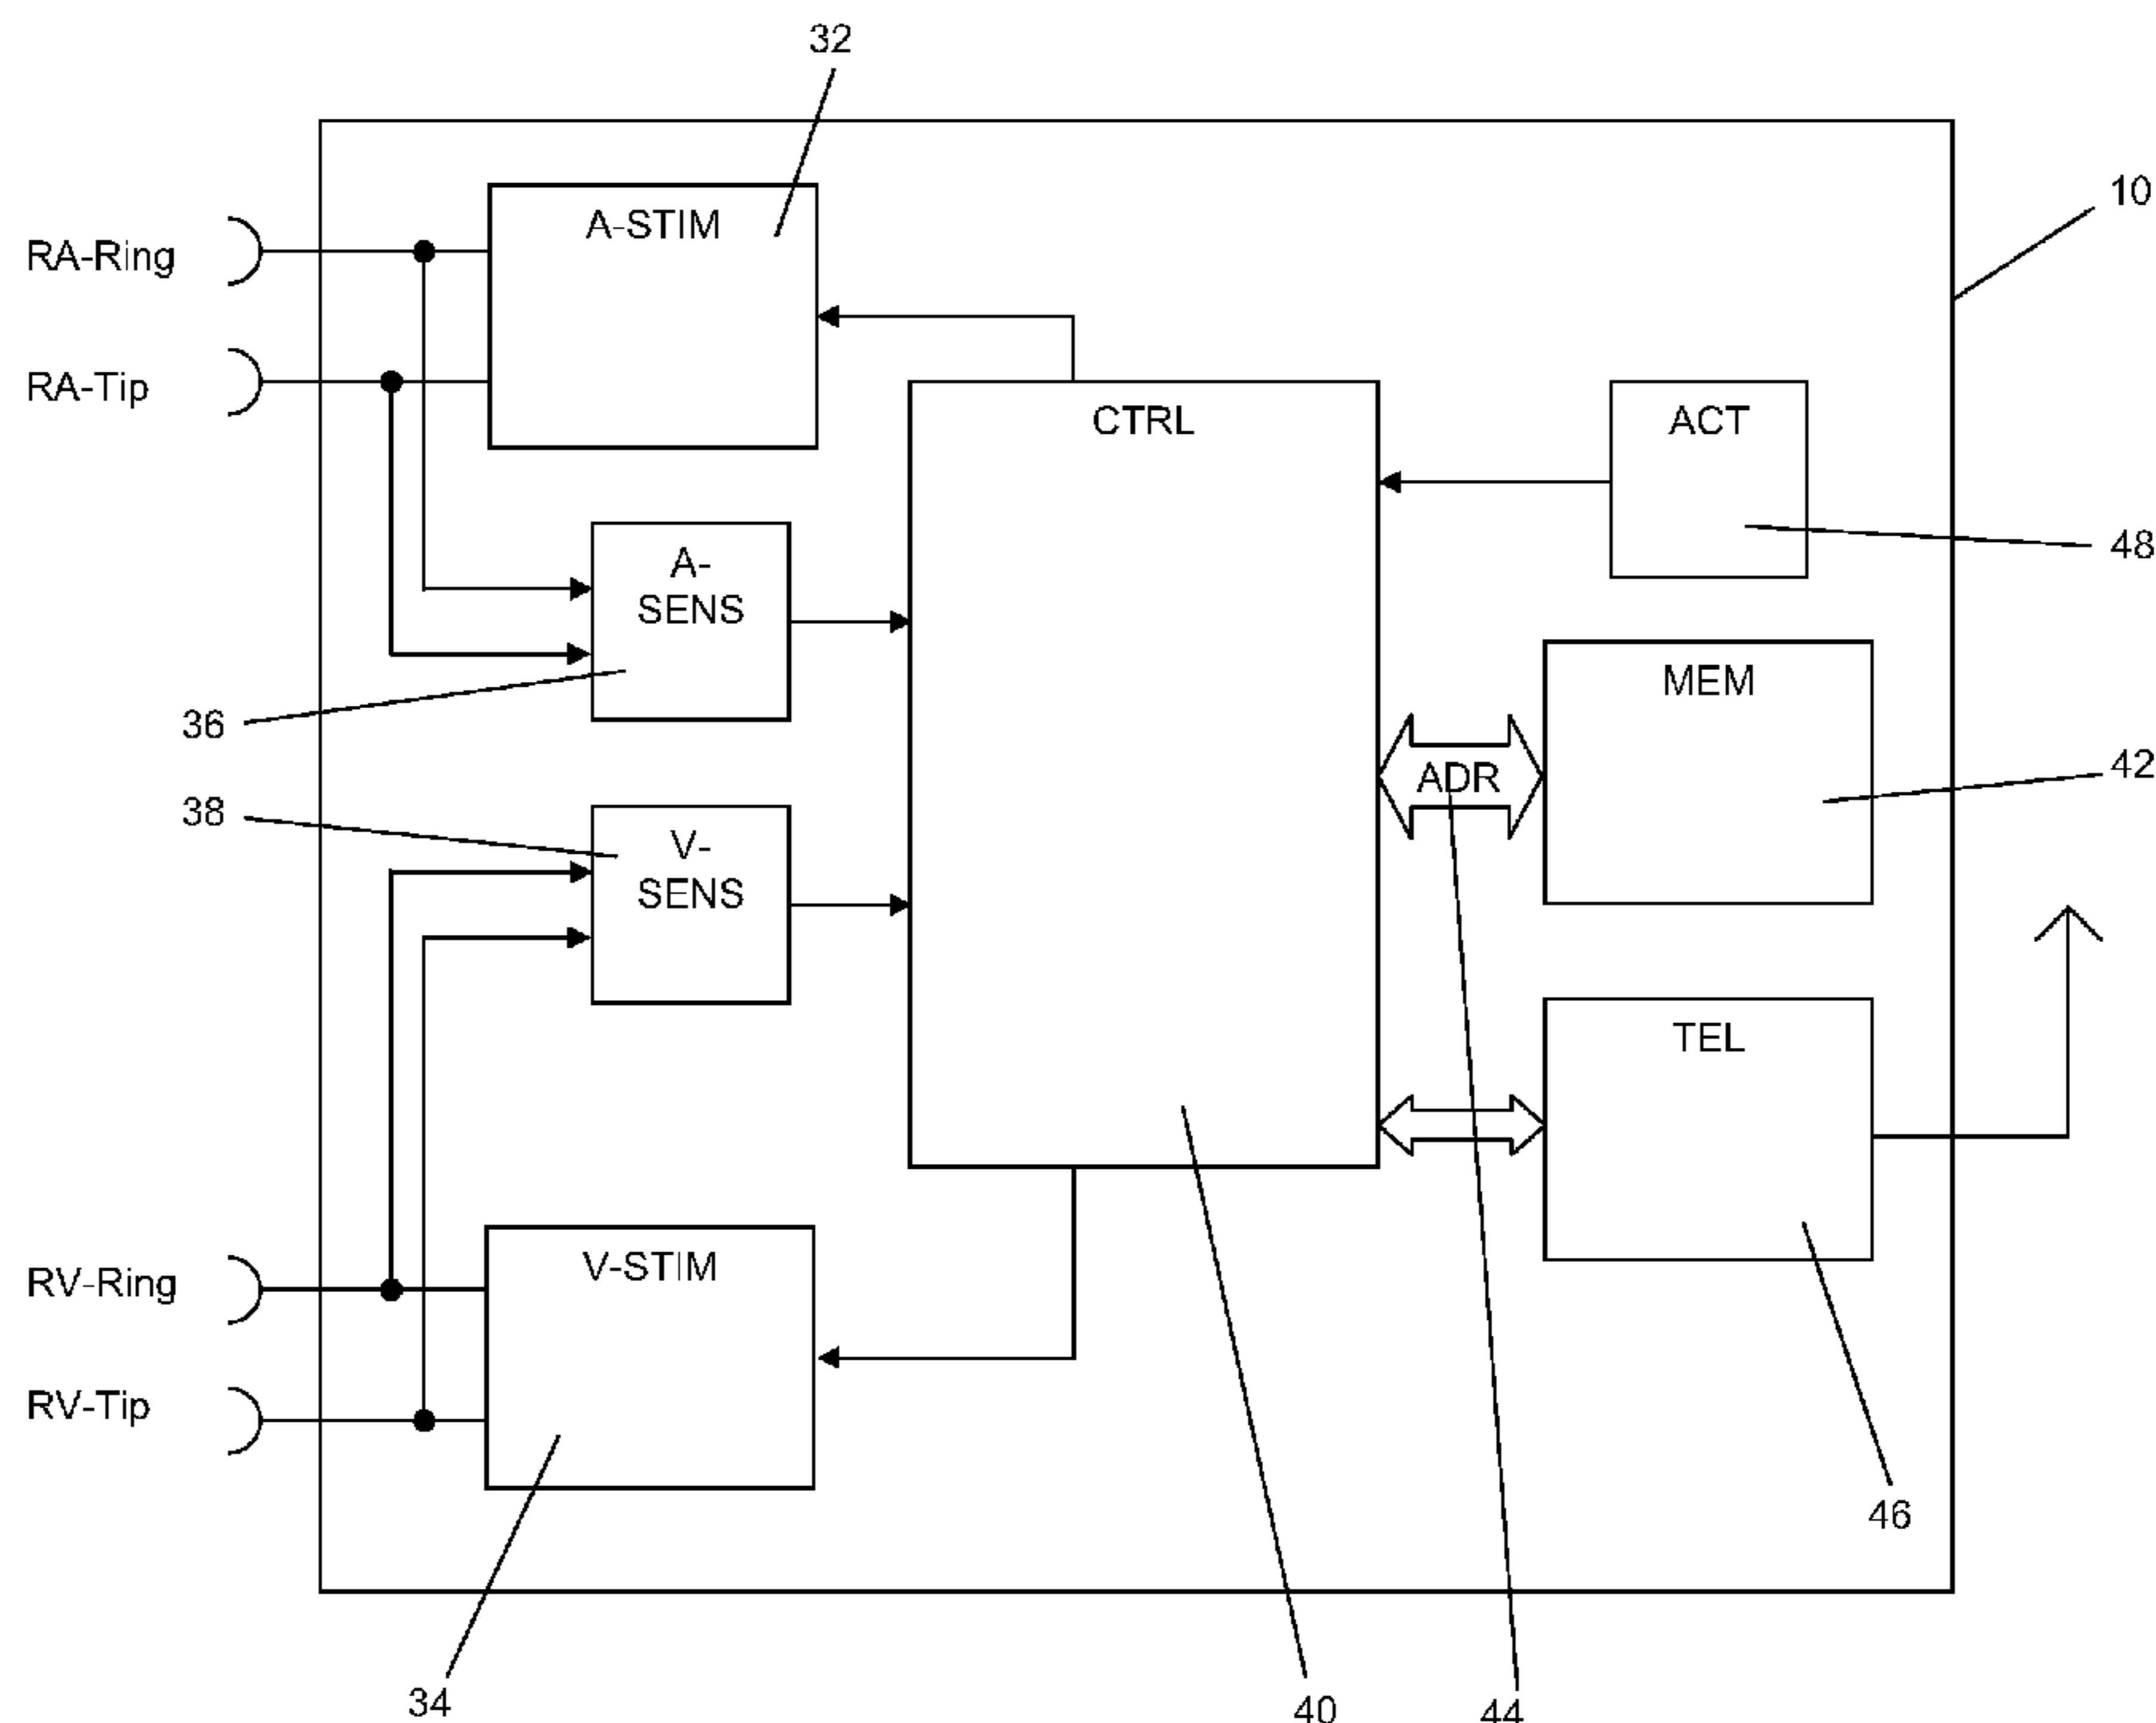 32
10
A-STIM
RA-Ring
RA-Tip
CTRL
ACT
48
A-
SENS
36
MEM
42
ADR
38
V-
SENS
TEL
RV-Ring
V-STIM
RV-Tip
46
34
40
44